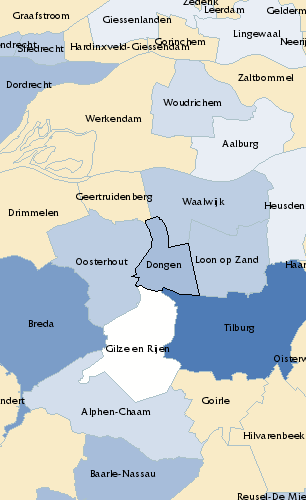 Zederik
Leerdam
Gelderm
Graafstroom
Giessenlanden
Lingewaal
Gorinchem
Neerij
ndrecht
Sliedrecht
Hardinxveld-Giessendam
Dordrecht
Zaltbommel
Woudrichem
Werkendam
Aalburg
Geertruidenberg
Waalwijk
Heusden
Drimmelen
Oosterhout
Dongen
Loon op Zand
Haar
Breda
Tilburg
Gilze en Rijen
Oisterw
ndert
Alphen-Chaam
Goirle
Hilvarenbeek
Baarle-Nassau
Reusel-De Mie